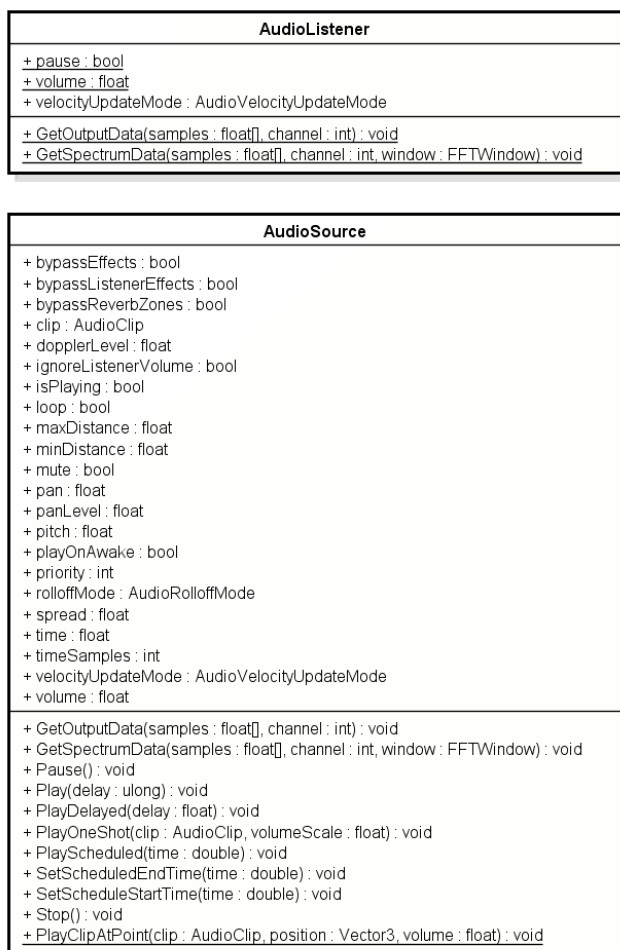 AudioListener
+ pause : bool
+ volume : float
+ velocityUpdateMode : AudioVelocityUpdateMode
+ GetOutputData(samples : float[], channel : int) : void
+ GetSpectrumData(samples : float[], channel : int, window : FFTWindow) : void
AudioSource
+ bypassEffects : bool
+ bypassListenerEffects : bool
+ bypassReverbZones : bool
+ clip : AudioClip
+ dopplerLevel : float
+ ignoreListenerVolume : bool
+ isPlaying : bool
+ loop : bool
+ maxDistance : float
+ minDistance : float
+ mute : bool
+ pan : float
+ panLevel : float
+ pitch : float
+ playOnAwake : bool
+ priority : int
+ rolloffMode : AudioRolloffMode
+ spread : float
+ time : float
+ timeSamples : int
+ velocityUpdateMode : AudioVelocityUpdateMode
+ volume : float
+ GetOutputData(samples : float[], channel : int) : void
+ GetSpectrumData(samples : float[], channel : int, window : FFTWindow) : void
+ Pause() : void
+ Play(delay : ulong) : void
+ PlayDelayed(delay : float) : void
+ PlayOneShot(clip : AudioClip, volumeScale : float) : void
+ PlayScheduled(time : double) : void
+ SetScheduledEndTime(time : double) : void
+ SetScheduleStartTime(time : double) : void
+ Stop() : void
+ PlayClipAtPoint(clip : AudioClip, position : Vector3, volume : float) : void